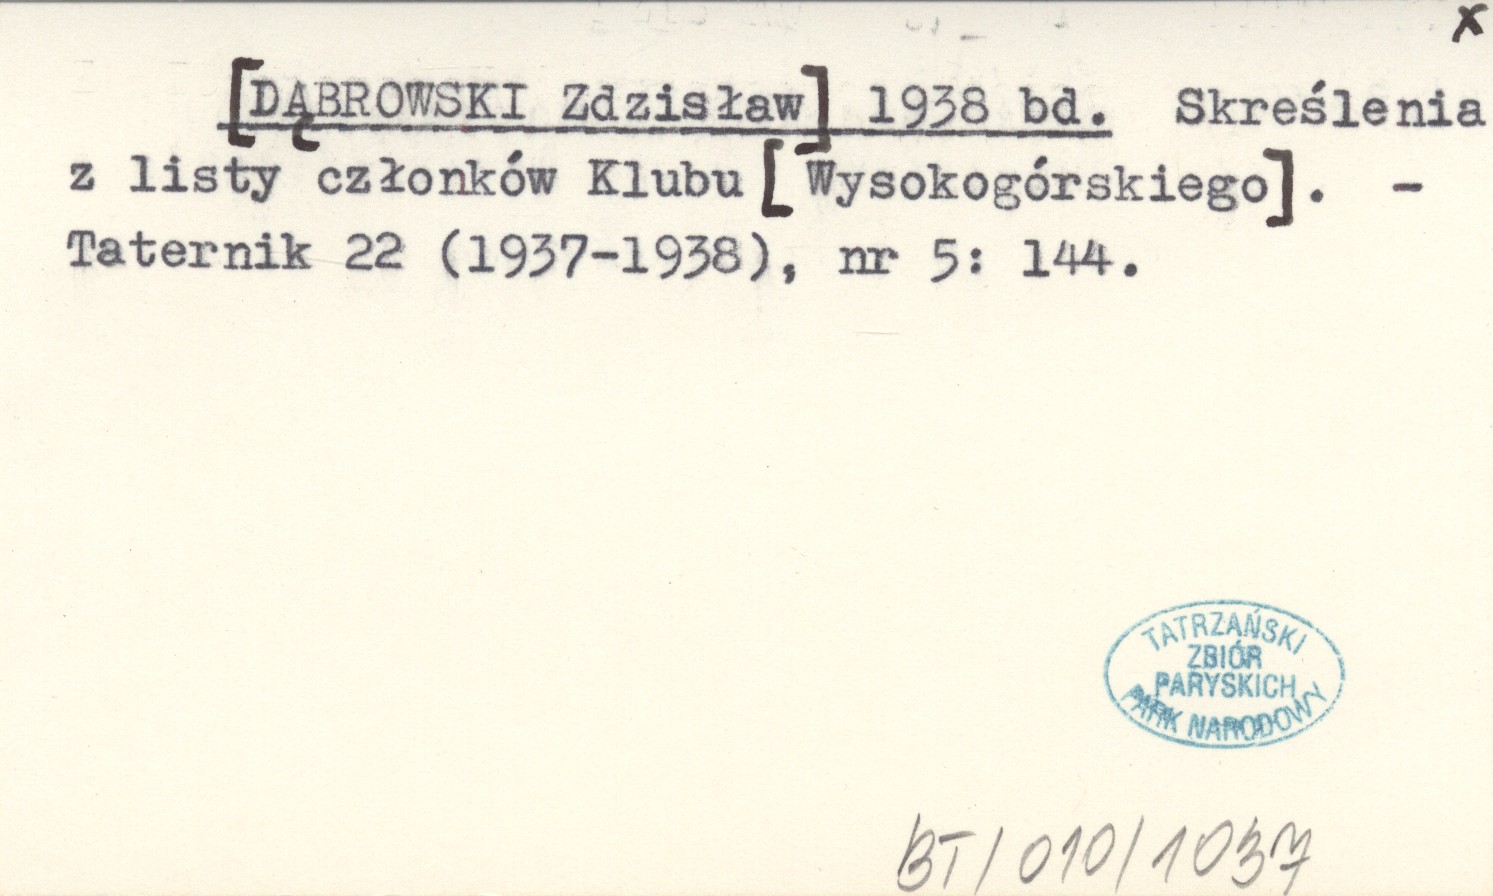 x
[DĄBROWSKI Zdzisław] 1938 bd. Skreślenia
z listy członków Klubu [Wysokogórskiego]. -
Taternik 22 (1937-1938), nr 5: 144.
TATRZAŃSKI
ZBIÓR
PARYSKICH
PARK NARODOWY
BT/010/1037